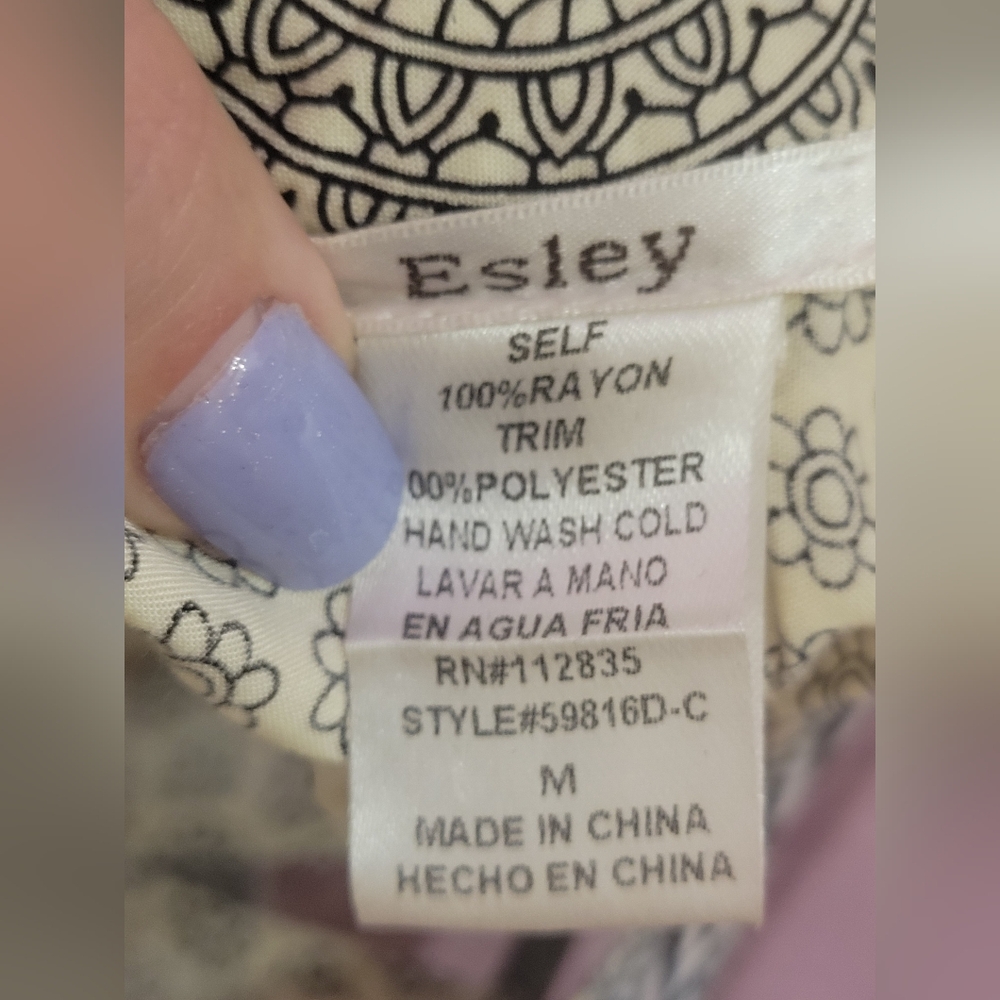 Esley
SELF
100%RAYON
TRIM
00%POLYESTER
HAND WASH COLD
LAVAR A MANO
EN AGUA FRIA
RN#112835
STYLE#59816D-C
M
MADE IN CHINA
HECHO EN CHINA